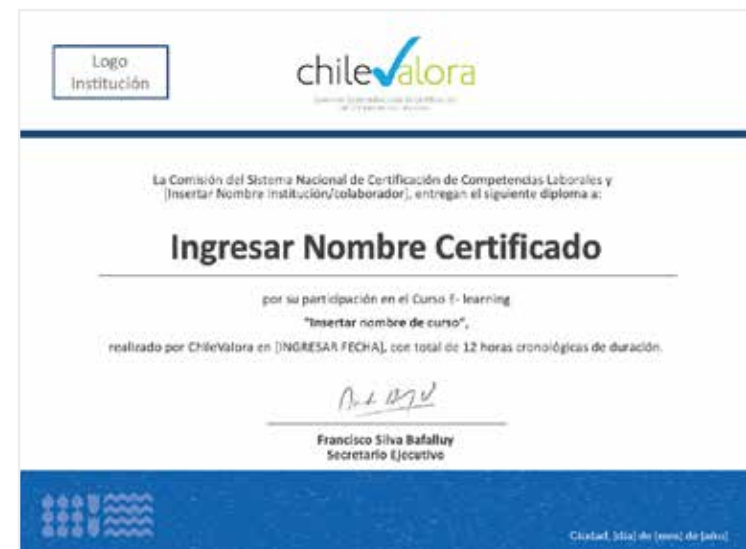 Logo
Institución
chilevalora
La Comisión del Sistema Nacional de Certificación de Competencias Laborales y
[Insertar Nombre Institución/colaborador], entregan el siguiente diploma a:
Ingresar Nombre Certificado
por su participación en el Curso E- learning
"Insertar nombre de curso",
realizado por ChileValora en [INGRESAR FECHA], con total de 12 horas cronológicas de duración.
Francisco Silva Bafalluy
Secretario Ejecutivo
Ciudad, [día] de [mes] de [año]